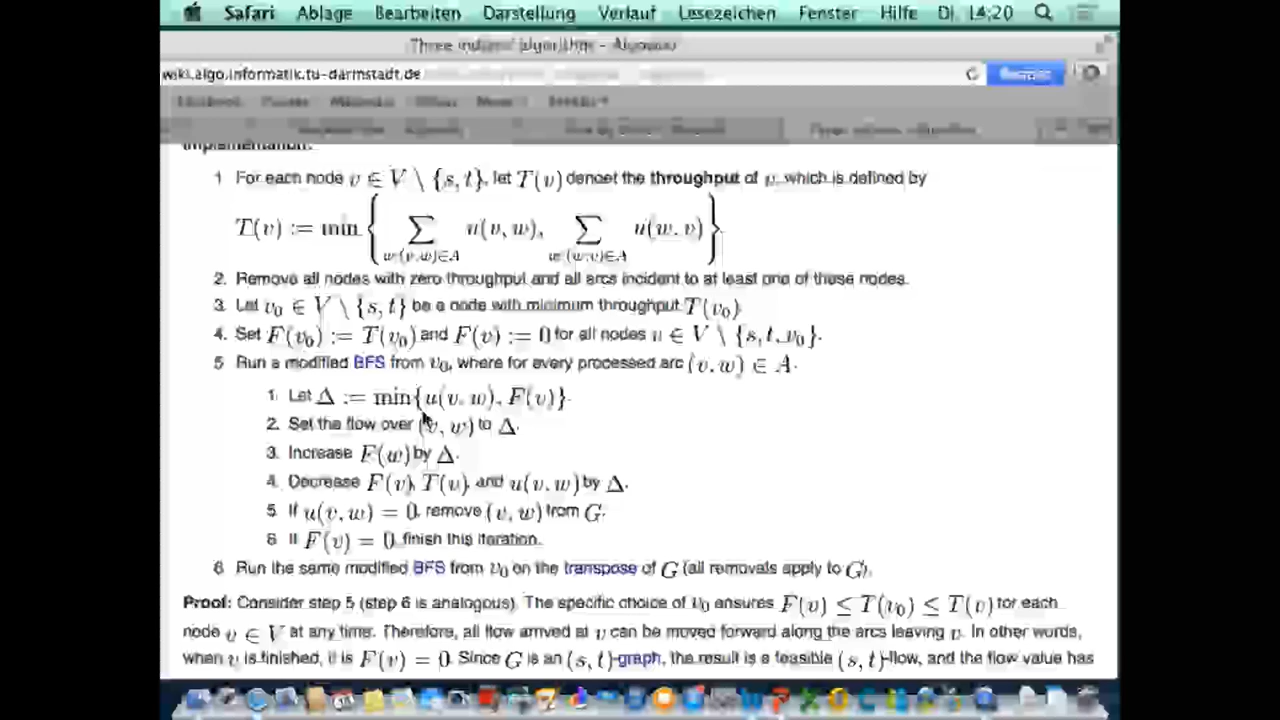 Safari Ablage Bearbeiten Darstellung Verlauf Lesezeichen Fenster Hilfe Di. 14:20
Three indians' algorithm - Algowiki
wiki.algo.informatik.tu-darmstadt.de
Implementation:
1 For each node v ∈ V \ {s, t}, let T(v) denoet the throughput of v, which is defined by
T(v) := min { ∑ w:(v,w)∈A u(v, w), ∑ w:(w,v)∈A u(w, v) }.
2. Remove all nodes with zero throughput and all arcs incident to at least one of these nodes.
3. Let v₀ ∈ V \ {s, t} be a node with minimum throughput T(v₀)
4. Set F(v₀) := T(v₀) and F(v) := 0 for all nodes v ∈ V \ {s, t, v₀}.
5 Run a modified BFS from v₀, where for every processed arc (v, w) ∈ A.
1. Let Δ := min{u(v, w), F(v)}.
2. Set the flow over (v, w) to Δ.
3. Increase F(w) by Δ.
4. Decrease F(v), T(v), and u(v, w) by Δ.
5 If u(v, w) = 0, remove (v, w) from G.
6 If F(v) = 0, finish this iteration.
6 Run the same modified BFS from v₀ on the transpose of G (all removals apply to G).
Proof: Consider step 5 (step 6 is analogous). The specific choice of v₀ ensures F(v) ≤ T(v₀) ≤ T(v) for each
node v ∈ V at any time. Therefore, all flow arrived at v can be moved forward along the arcs leaving v. In other words,
when v is finished, it is F(v) = 0. Since G is an (s, t)-graph, the result is a feasible (s, t)-flow, and the flow value has